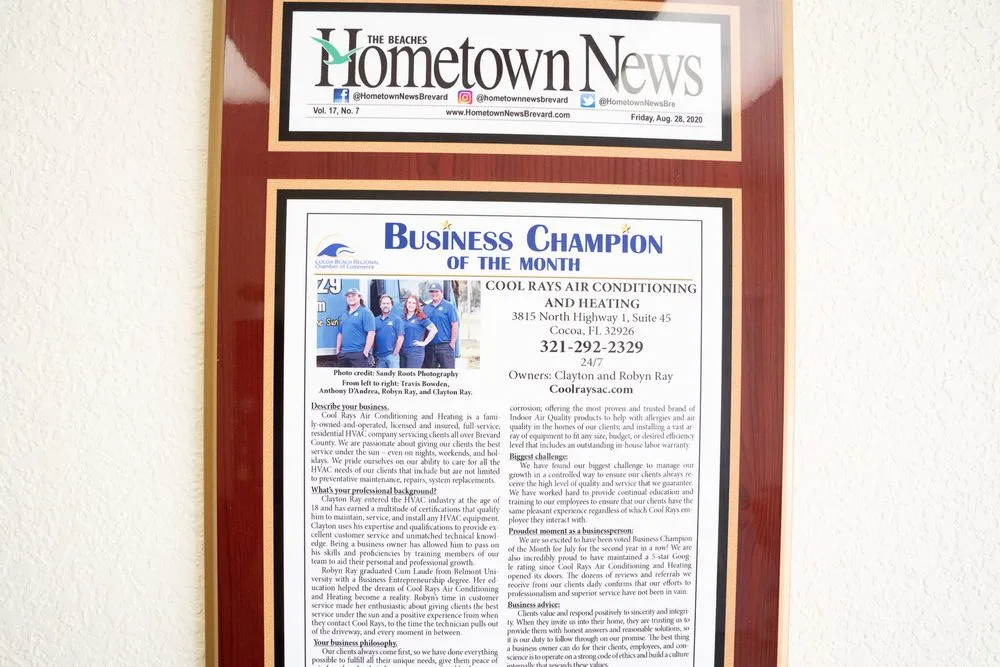 THE BEACHES
Hometown News
@HometownNewsBrevard @hometownnewsbrevard @HometownNewsBre
Vol. 17, No. 7 www.HometownNewsBrevard.com Friday, Aug. 28, 2020
BUSINESS CHAMPION
OF THE MONTH
COCOA BEACH REGIONAL
Chamber of Commerce
29
m
he Sun"
Photo credit: Sandy Roots Photography
From left to right: Travis Bowden,
Anthony D'Andrea, Robyn Ray, and Clayton Ray.
COOL RAYS AIR CONDITIONING
AND HEATING
3815 North Highway 1, Suite 45
Cocoa, FL 32926
321-292-2329
24/7
Owners: Clayton and Robyn Ray
Coolraysac.com
Describe your business.
Cool Rays Air Conditioning and Heating is a fami-
ly-owned-and-operated, licensed and insured, full-service,
residential HVAC company servicing clients all over Brevard
County. We are passionate about giving our clients the best
service under the sun – even on nights, weekends, and hol-
idays. We pride ourselves on our ability to care for all the
HVAC needs of our clients that include but are not limited
to preventative maintenance, repairs, system replacements.
What's your professional background?
Clayton Ray entered the HVAC industry at the age of
18 and has earned a multitude of certifications that qualify
him to maintain, service, and install any HVAC equipment.
Clayton uses his expertise and qualifications to provide ex-
cellent customer service and unmatched technical knowl-
edge. Being a business owner has allowed him to pass on
his skills and proficiencies by training members of our
team to aid their personal and professional growth.
Robyn Ray graduated Cum Laude from Belmont Uni-
versity with a Business Entrepreneurship degree. Her ed-
ucation helped the dream of Cool Rays Air Conditioning
and Heating become a reality. Robyn's time in customer
service made her enthusiastic about giving clients the best
service under the sun and a positive experience from when
they contact Cool Rays, to the time the technician pulls out
of the driveway, and every moment in between.
Your business philosophy.
Our clients always come first, so we have done everything
possible to fulfill all their unique needs, give them peace of
corrosion; offering the most proven and trusted brand of
Indoor Air Quality products to help with allergies and air
quality in the homes of our clients; and installing a vast ar-
ray of equipment to fit any size, budget, or desired efficiency
level that includes an outstanding in-house labor warranty.
Biggest challenge:
We have found our biggest challenge to manage our
growth in a controlled way to ensure our clients always re-
ceive the high level of quality and service that we guarantee.
We have worked hard to provide continual education and
training to our employees to ensure that our clients have the
same pleasant experience regardless of which Cool Rays em-
ployee they interact with.
Proudest moment as a businessperson:
We are so excited to have been voted Business Champion
of the Month for July for the second year in a row! We are
also incredibly proud to have maintained a 5-star Goog-
le rating since Cool Rays Air Conditioning and Heating
opened its doors. The dozens of reviews and referrals we
receive from our clients daily confirms that our efforts to
professionalism and superior service have not been in vain.
Business advice:
Clients value and respond positively to sincerity and integri-
ty. When they invite us into their home, they are trusting us to
provide them with honest answers and reasonable solutions, so
it is our duty to follow through on our promise. The best thing
a business owner can do for their clients, employees, and con-
science is to operate on a strong code of ethics and build a culture
internally that rewards these values.